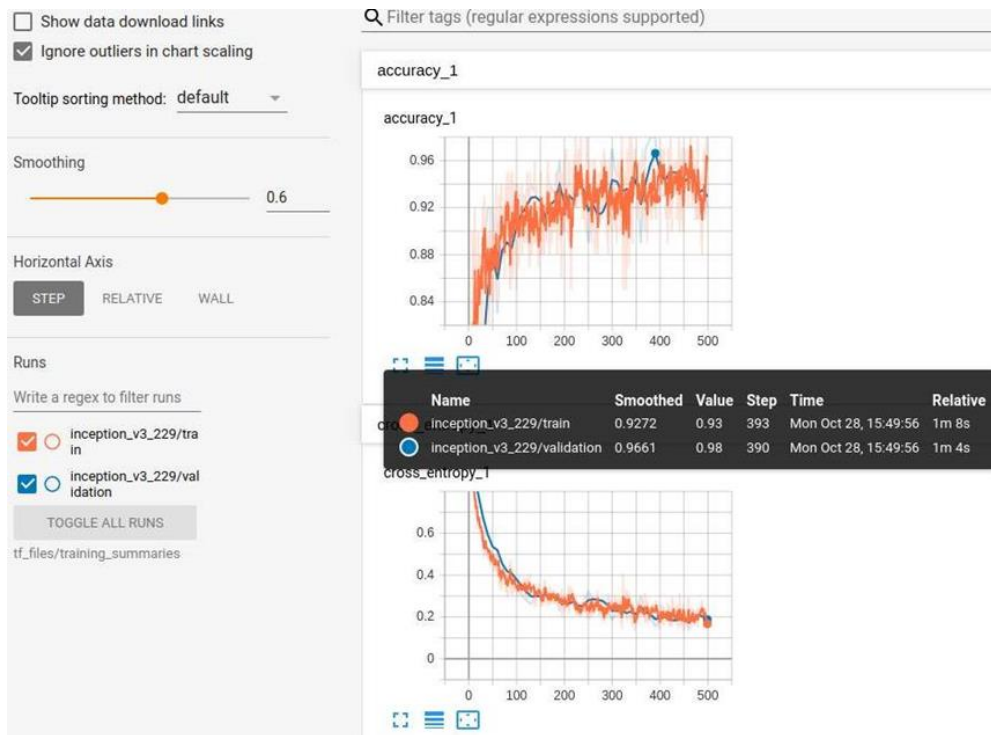 Show data download links
Ignore outliers in chart scaling
Tooltip sorting method: default
Smoothing
0.6
Horizontal Axis
STEP RELATIVE WALL
Runs
Write a regex to filter runs
inception_v3_229/tra
in
inception_v3_229/val
idation
TOGGLE ALL RUNS
tf_files/training_summaries
Filter tags (regular expressions supported)
accuracy_1
accuracy_1
0.96
0.92
0.88
0.84
0 100 200 300 400 500
Name Smoothed Value Step Time Relative
inception_v3_229/train 0.9272 0.93 393 Mon Oct 28, 15:49:56 1m 8s
inception_v3_229/validation 0.9661 0.98 390 Mon Oct 28, 15:49:56 1m 4s
cross_entropy_1
0.6
0.4
0.2
0
0 100 200 300 400 500